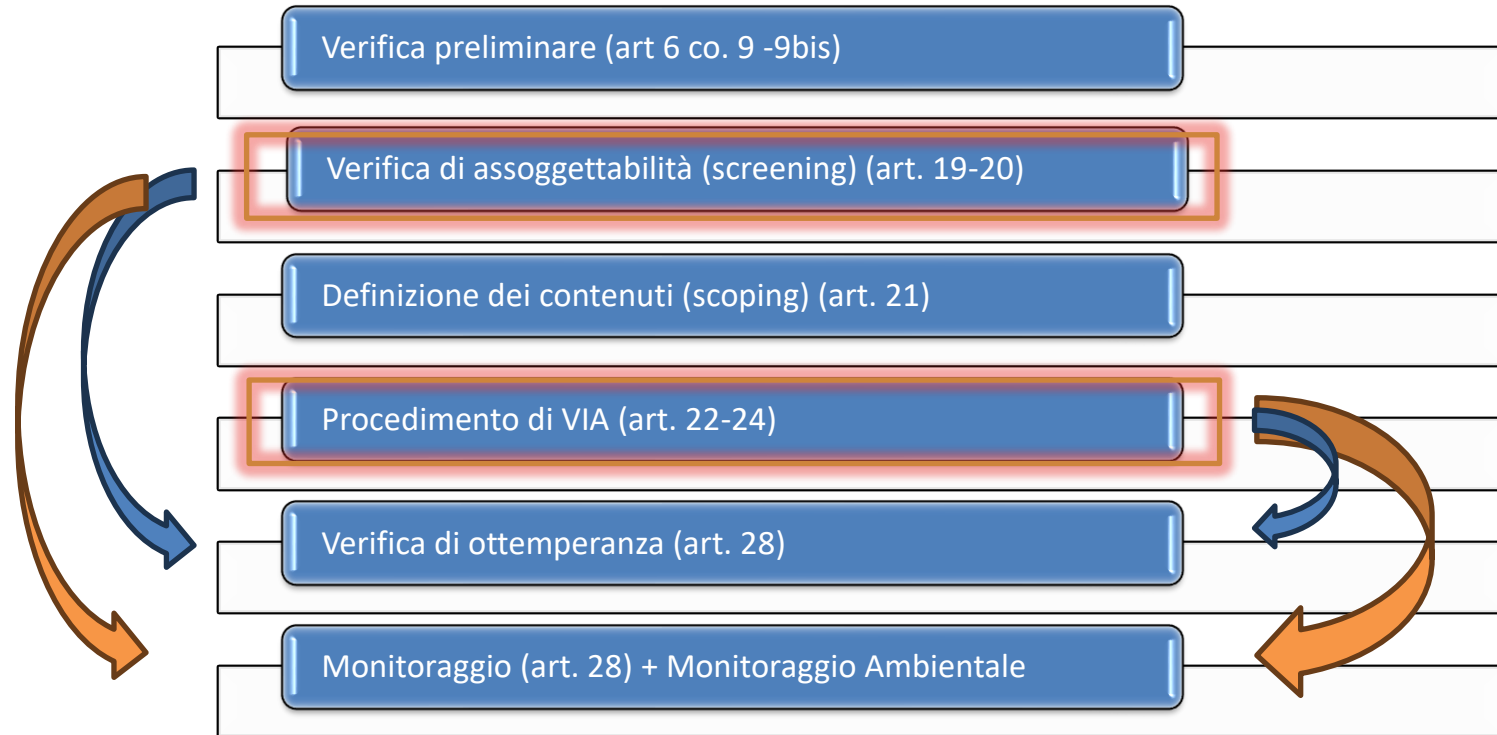 Verifica preliminare (art 6 co. 9 -9bis)
Verifica di assoggettabilità (screening) (art. 19-20)
Definizione dei contenuti (scoping) (art. 21)
Procedimento di VIA (art. 22-24)
Verifica di ottemperanza (art. 28)
Monitoraggio (art. 28) + Monitoraggio Ambientale